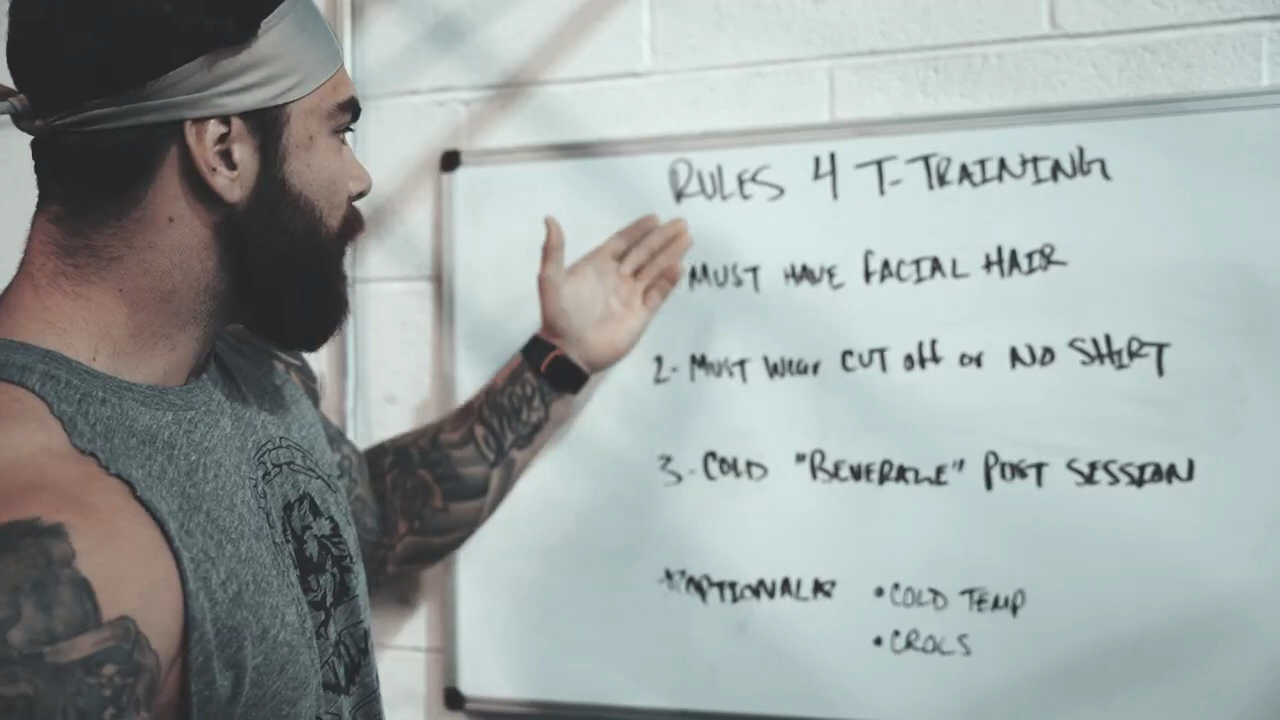 RULES 4 T-TRAINING
MUST HAVE FACIAL HAIR
2- MUST WEAR CUT off or NO SHIRT
3- COLD "BEVERAGE" POST SESSION
*OPTIONAL* • COLD TEMP
• CROCS